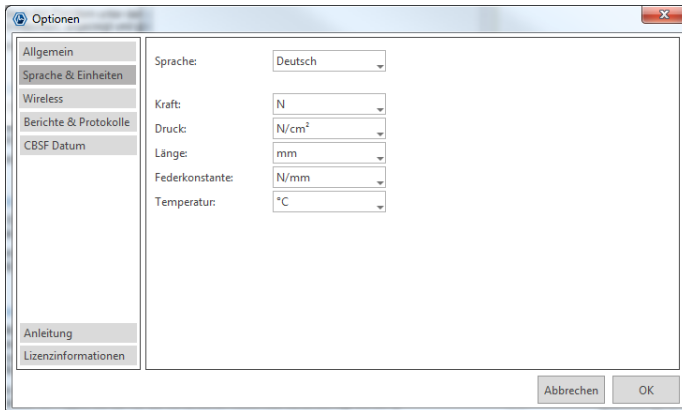 Optionen
Allgemein
Sprache & Einheiten
Wireless
Berichte & Protokolle
CBSF Datum
Anleitung
Lizenzinformationen
Sprache: Deutsch
Kraft: N
Druck: N/cm²
Länge: mm
Federkonstante: N/mm
Temperatur: °C
Abbrechen OK